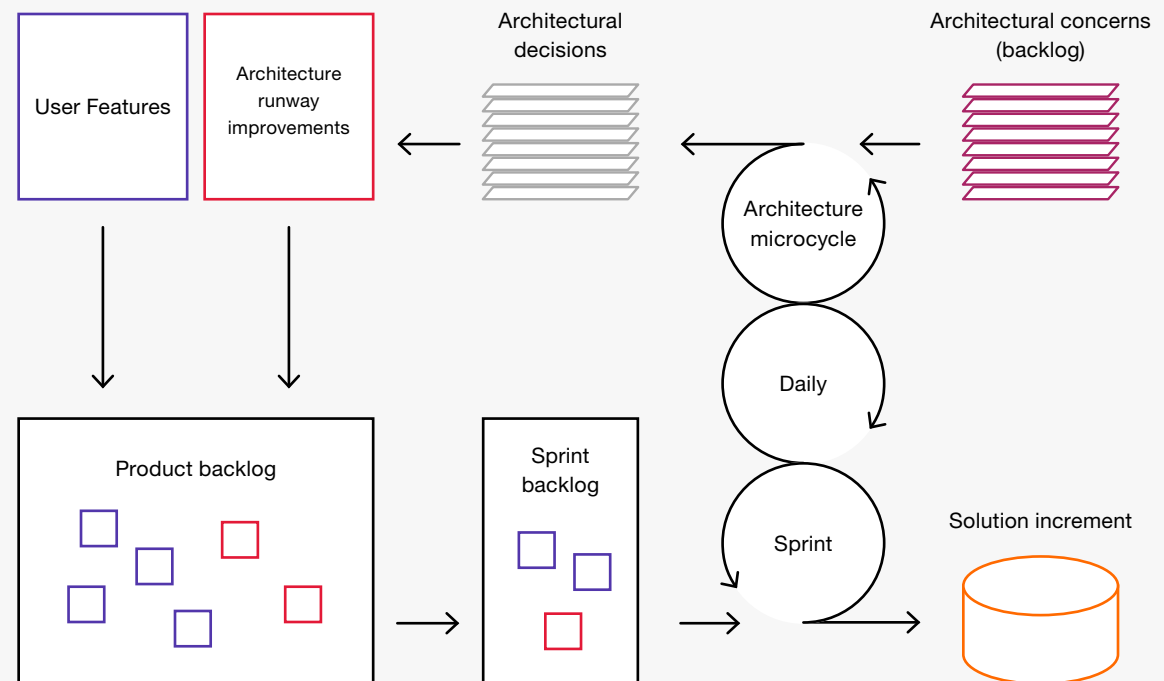 User Features
Architecture
runway
improvements
Architectural
decisions
Architectural concerns
(backlog)
Architecture
microcycle
Daily
Sprint
Product backlog
Sprint
backlog
Solution increment